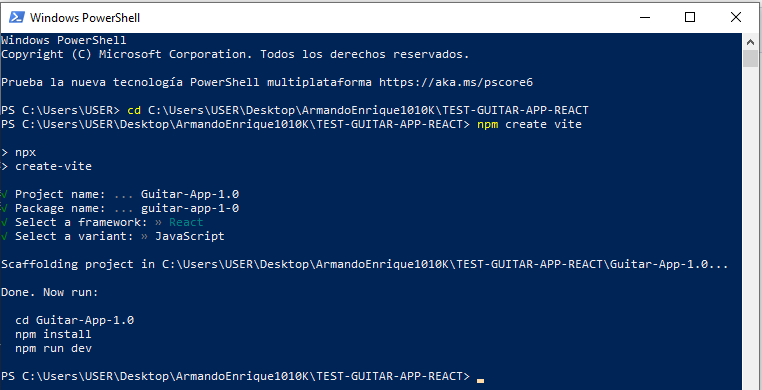 Windows PowerShell
Windows PowerShell
Copyright (C) Microsoft Corporation. Todos los derechos reservados.
Prueba la nueva tecnología PowerShell multiplataforma https://aka.ms/pscore6
PS C:\Users\USER> cd C:\Users\USER\Desktop\ArmandoEnrique1010K\TEST-GUITAR-APP-REACT
PS C:\Users\USER\Desktop\ArmandoEnrique1010K\TEST-GUITAR-APP-REACT> npm create vite
> npx
> create-vite
√ Project name: ... Guitar-App-1.0
√ Package name: ... guitar-app-1-0
√ Select a framework: » React
√ Select a variant: » JavaScript
Scaffolding project in C:\Users\USER\Desktop\ArmandoEnrique1010K\TEST-GUITAR-APP-REACT\Guitar-App-1.0...
Done. Now run:
cd Guitar-App-1.0
npm install
npm run dev
PS C:\Users\USER\Desktop\ArmandoEnrique1010K\TEST-GUITAR-APP-REACT>